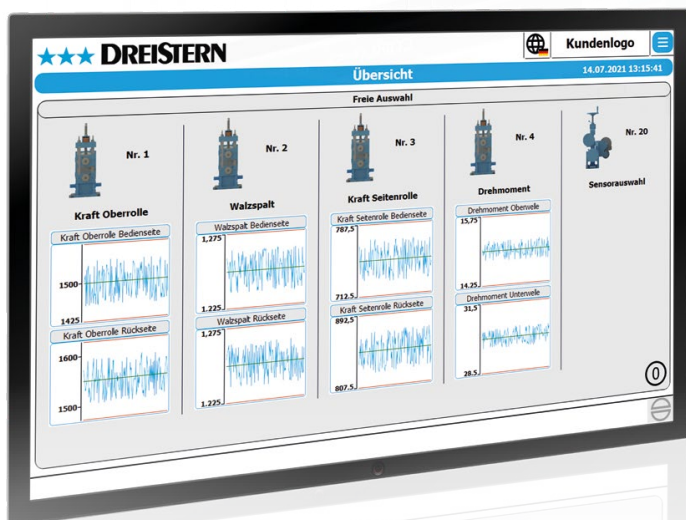 ★★★ DREISTERN
Kundenlogo
Übersicht
14.07.2021 13:15:41
Freie Auswahl
Nr. 1
Kraft Oberrolle
Kraft Oberrolle Bedienseite
1500
1425
Kraft Oberrolle Rückseite
1600
1500
Nr. 2
Walzspalt
Walzspalt Bedienseite
1,275
1.225
Walzspalt Rückseite
1,275
1.225
Nr. 3
Kraft Seitenrolle
Kraft Seitenrolle Bedienseite
787,5
712.5
Kraft Seitenrolle Rückseite
892,5
807.5
Nr. 4
Drehmoment
Drehmoment Oberwelle
15,75
14.25
Drehmoment Unterwelle
31,5
28.5
Nr. 20
Sensorauswahl
0